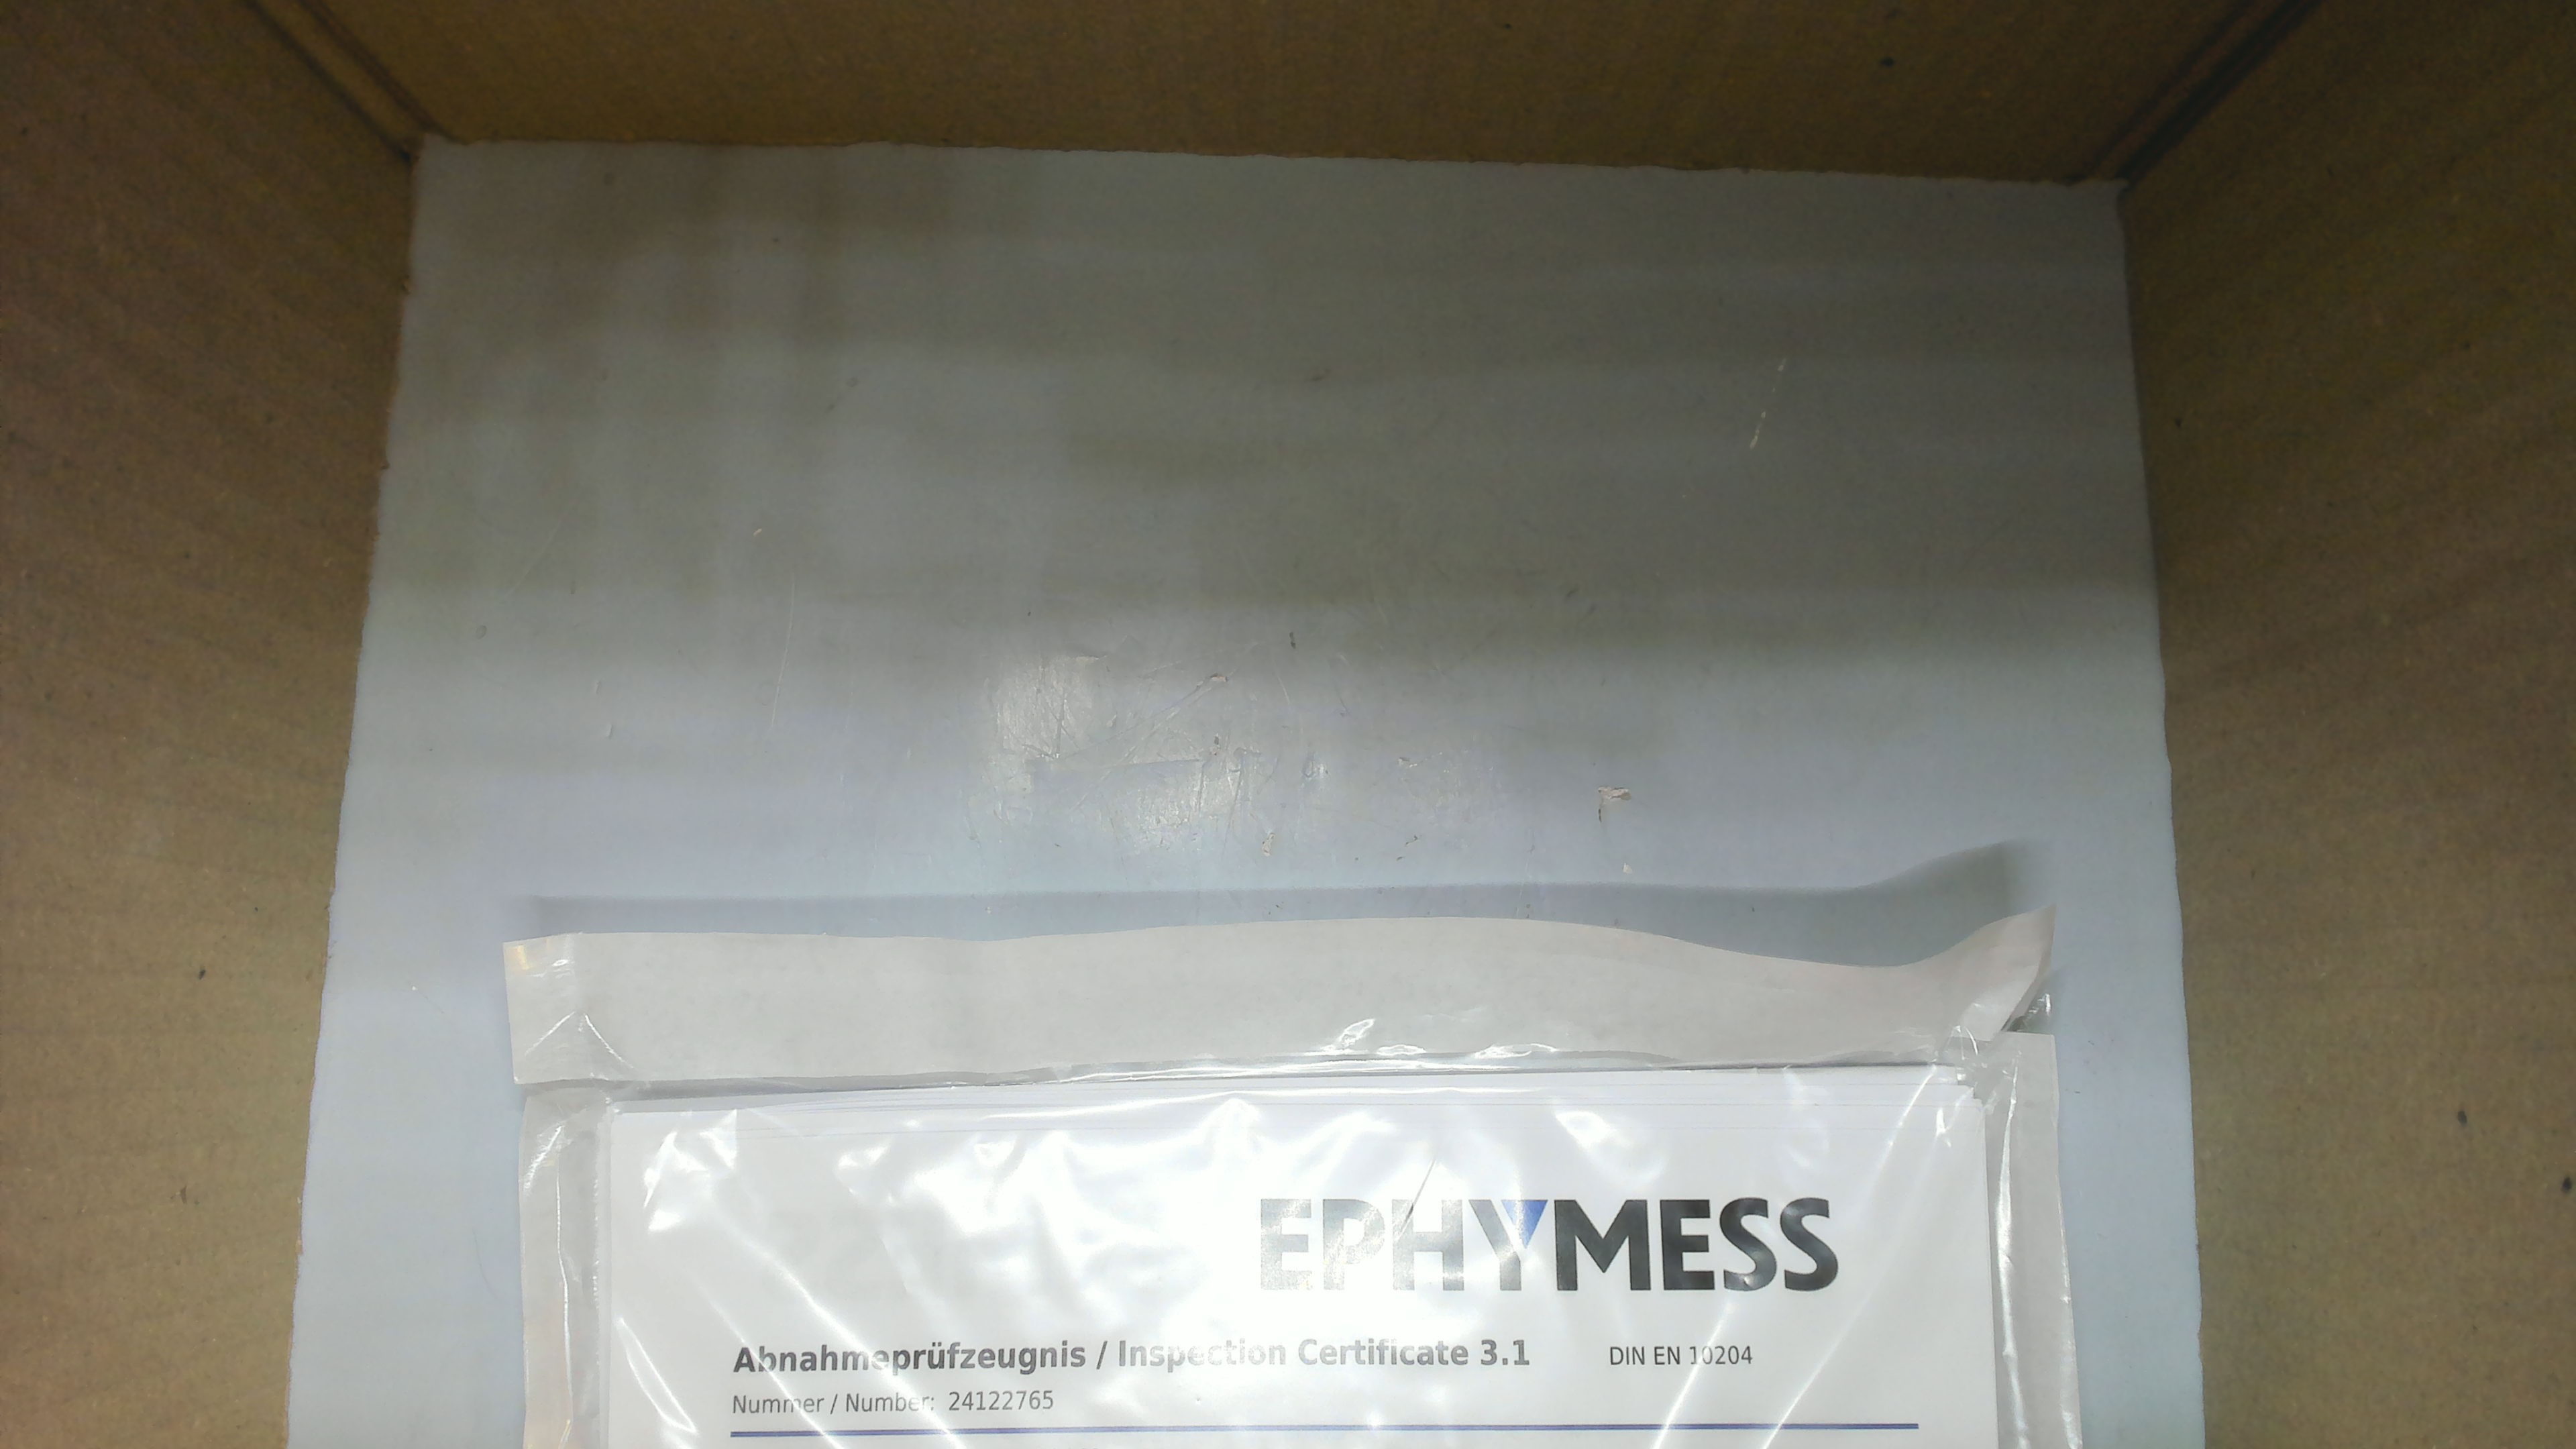 EPHYMESS
Abnahmeprüfzeugnis / Inspection Certificate 3.1 DIN EN 10204
Nummer / Number: 24122765